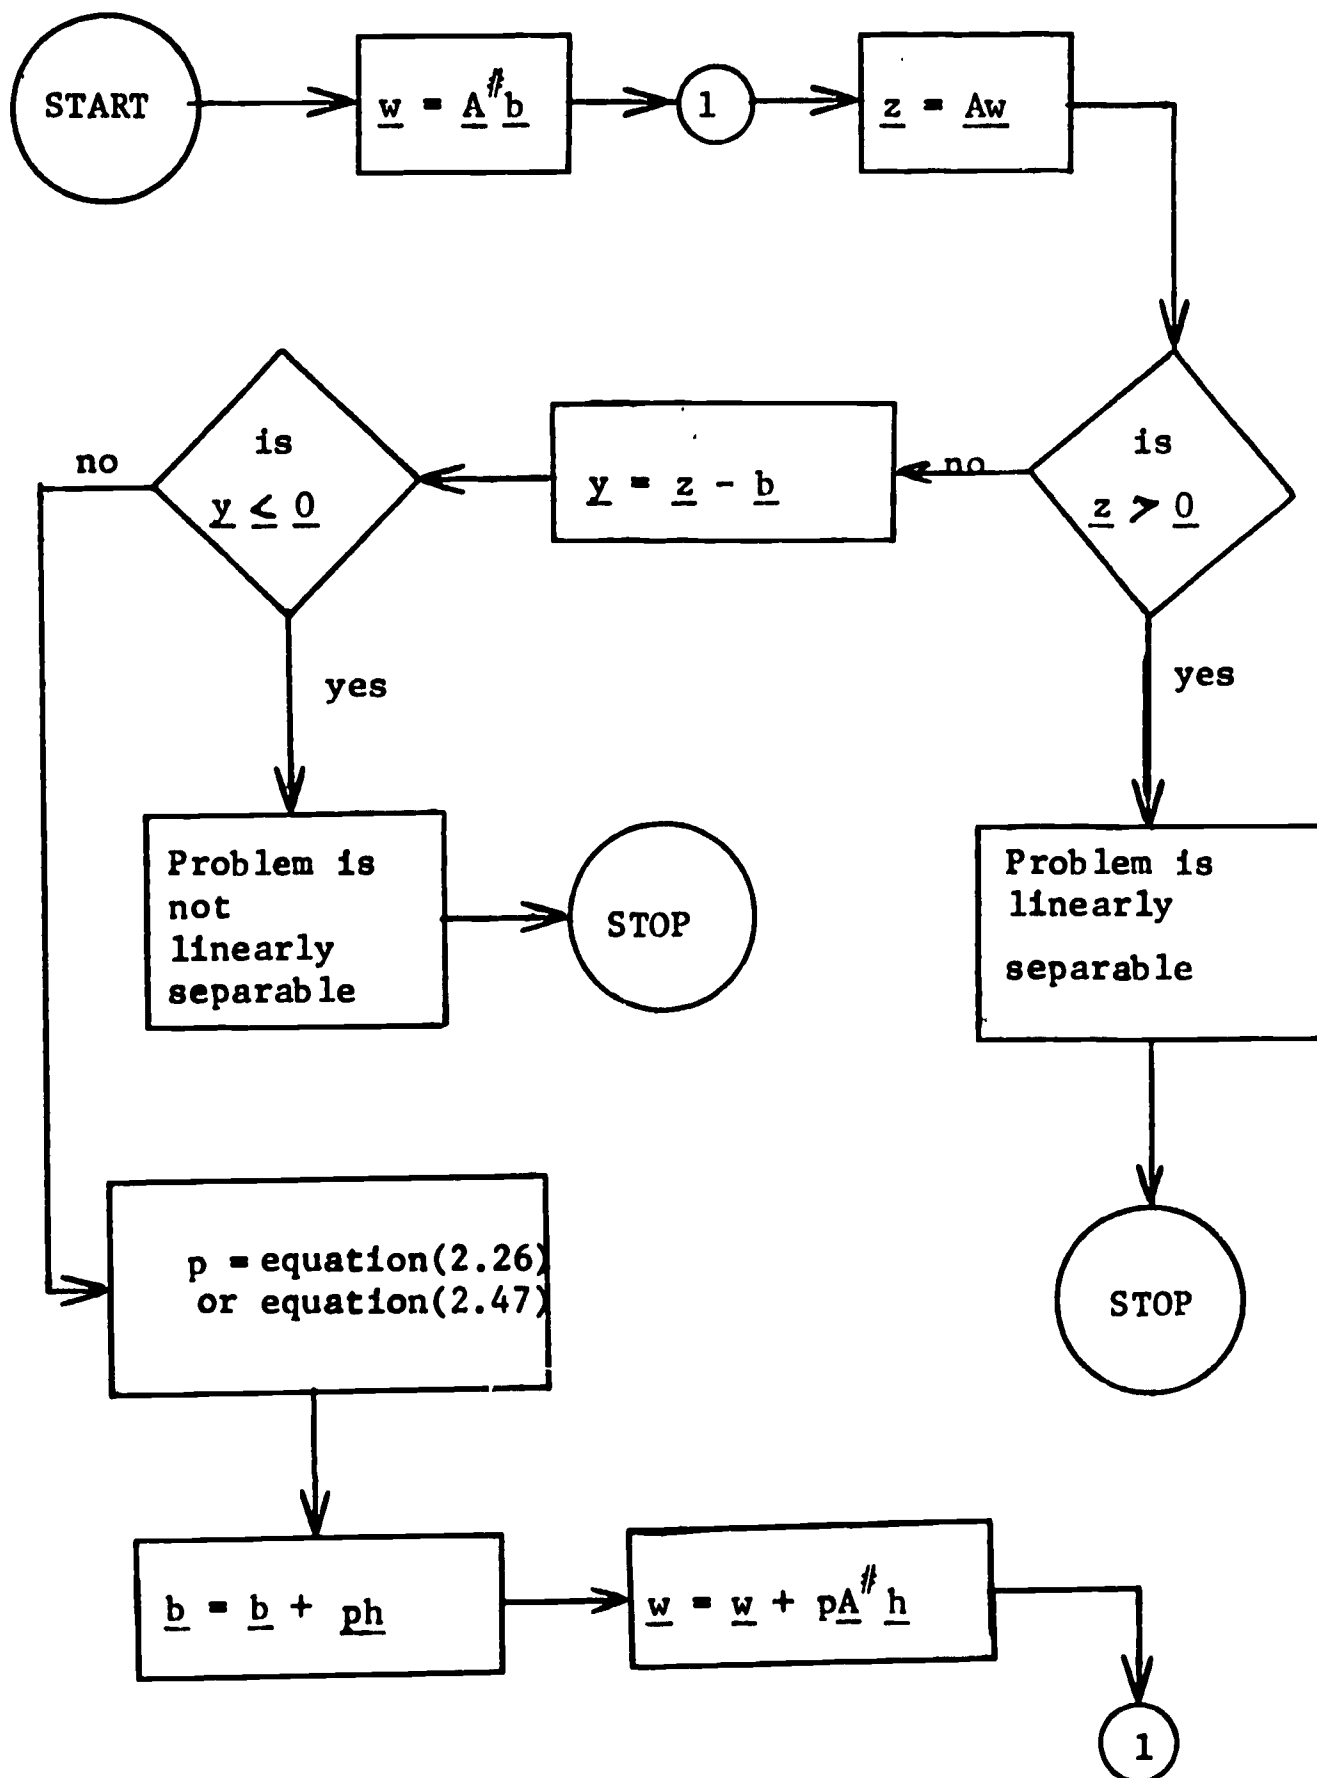 START
w = A# b
1
z = Aw
is
z > 0
no
yes
y = z - b
is
y ≤ 0
no
yes
Problem is
not
linearly
separable
STOP
Problem is
linearly
separable
STOP
p = equation(2.26)
or equation(2.47)
b = b + ph
w = w + pA# h
1